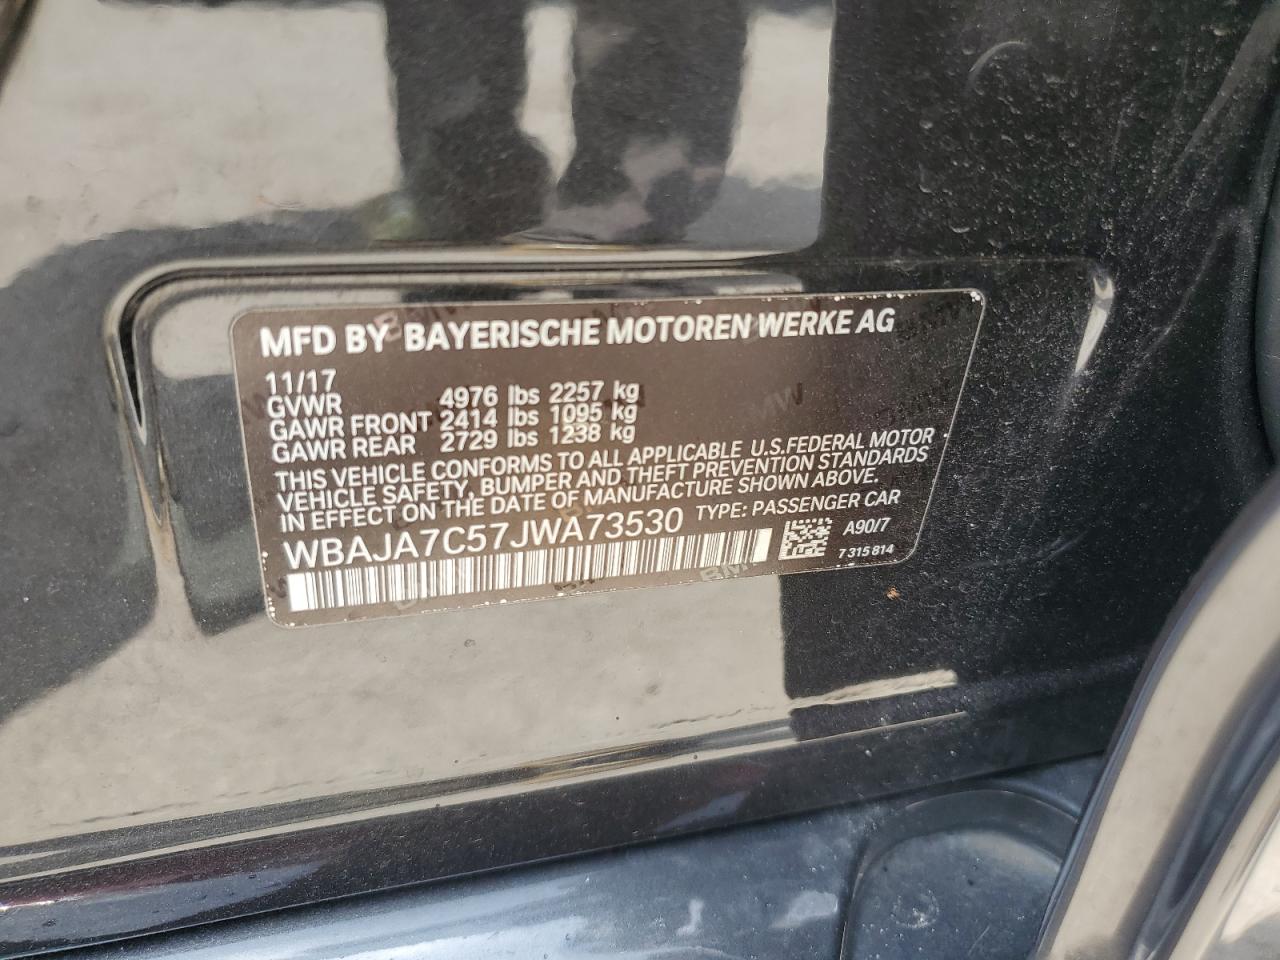 MFD BY BAYERISCHE MOTOREN WERKE AG
11/17
GVWR 4976 lbs 2257 kg
GAWR FRONT 2414 lbs 1095 kg
GAWR REAR 2729 lbs 1238 kg
THIS VEHICLE CONFORMS TO ALL APPLICABLE U.S.FEDERAL MOTOR
VEHICLE SAFETY, BUMPER AND THEFT PREVENTION STANDARDS
IN EFFECT ON THE DATE OF MANUFACTURE SHOWN ABOVE.
WBAJA7C57JWA73530 TYPE: PASSENGER CAR
A90/7
7 315 814